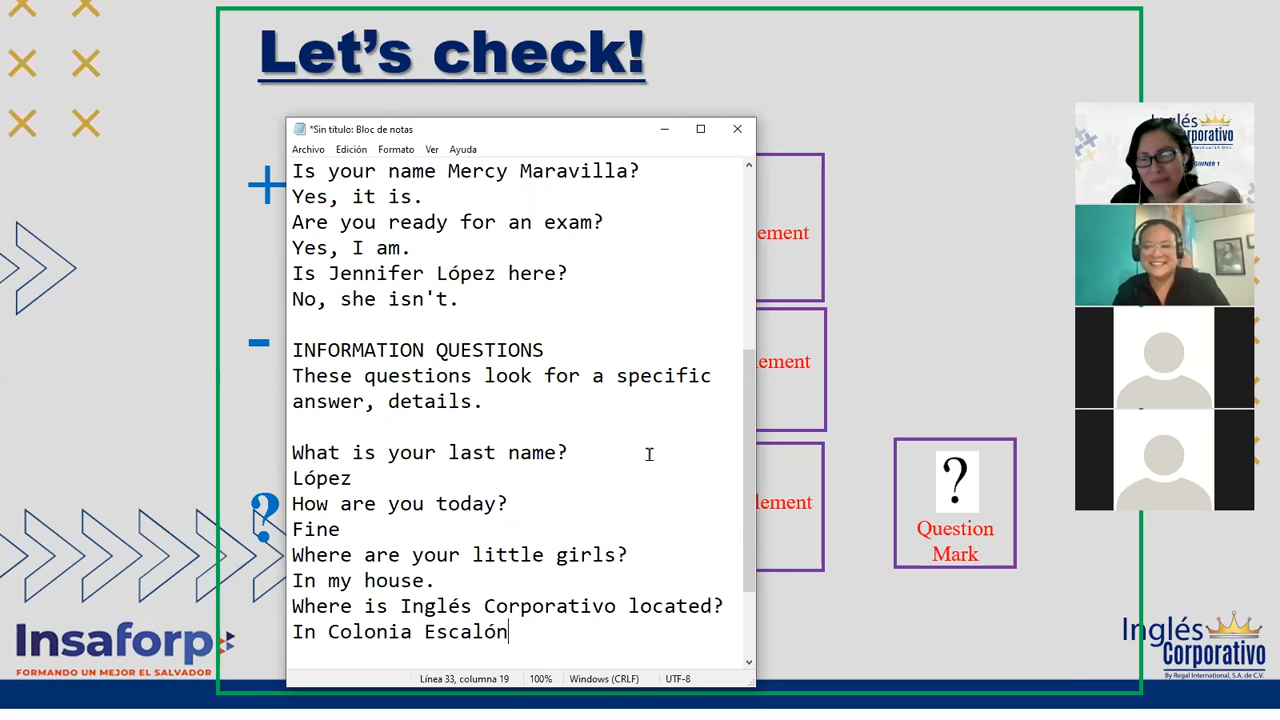 Let's check!
*Sin título: Bloc de notas
Archivo Edición Formato Ver Ayuda
Is your name Mercy Maravilla?
Yes, it is.
Are you ready for an exam?
Yes, I am.
Is Jennifer López here?
No, she isn't.
INFORMATION QUESTIONS
These questions look for a specific
answer, details.
What is your last name?
López
How are you today?
Fine
Where are your little girls?
In my house.
Where is Inglés Corporativo located?
In Colonia Escalón
Línea 33, columna 19 100% Windows (CRLF) UTF-8
+
-
?
ement
lement
lement
?
Question
Mark
Insaforp
FORMANDO UN MEJOR EL SALVADOR
Inglés
Corporativo
By Regal International, S.A. de C.V.
Inglés
rporativo